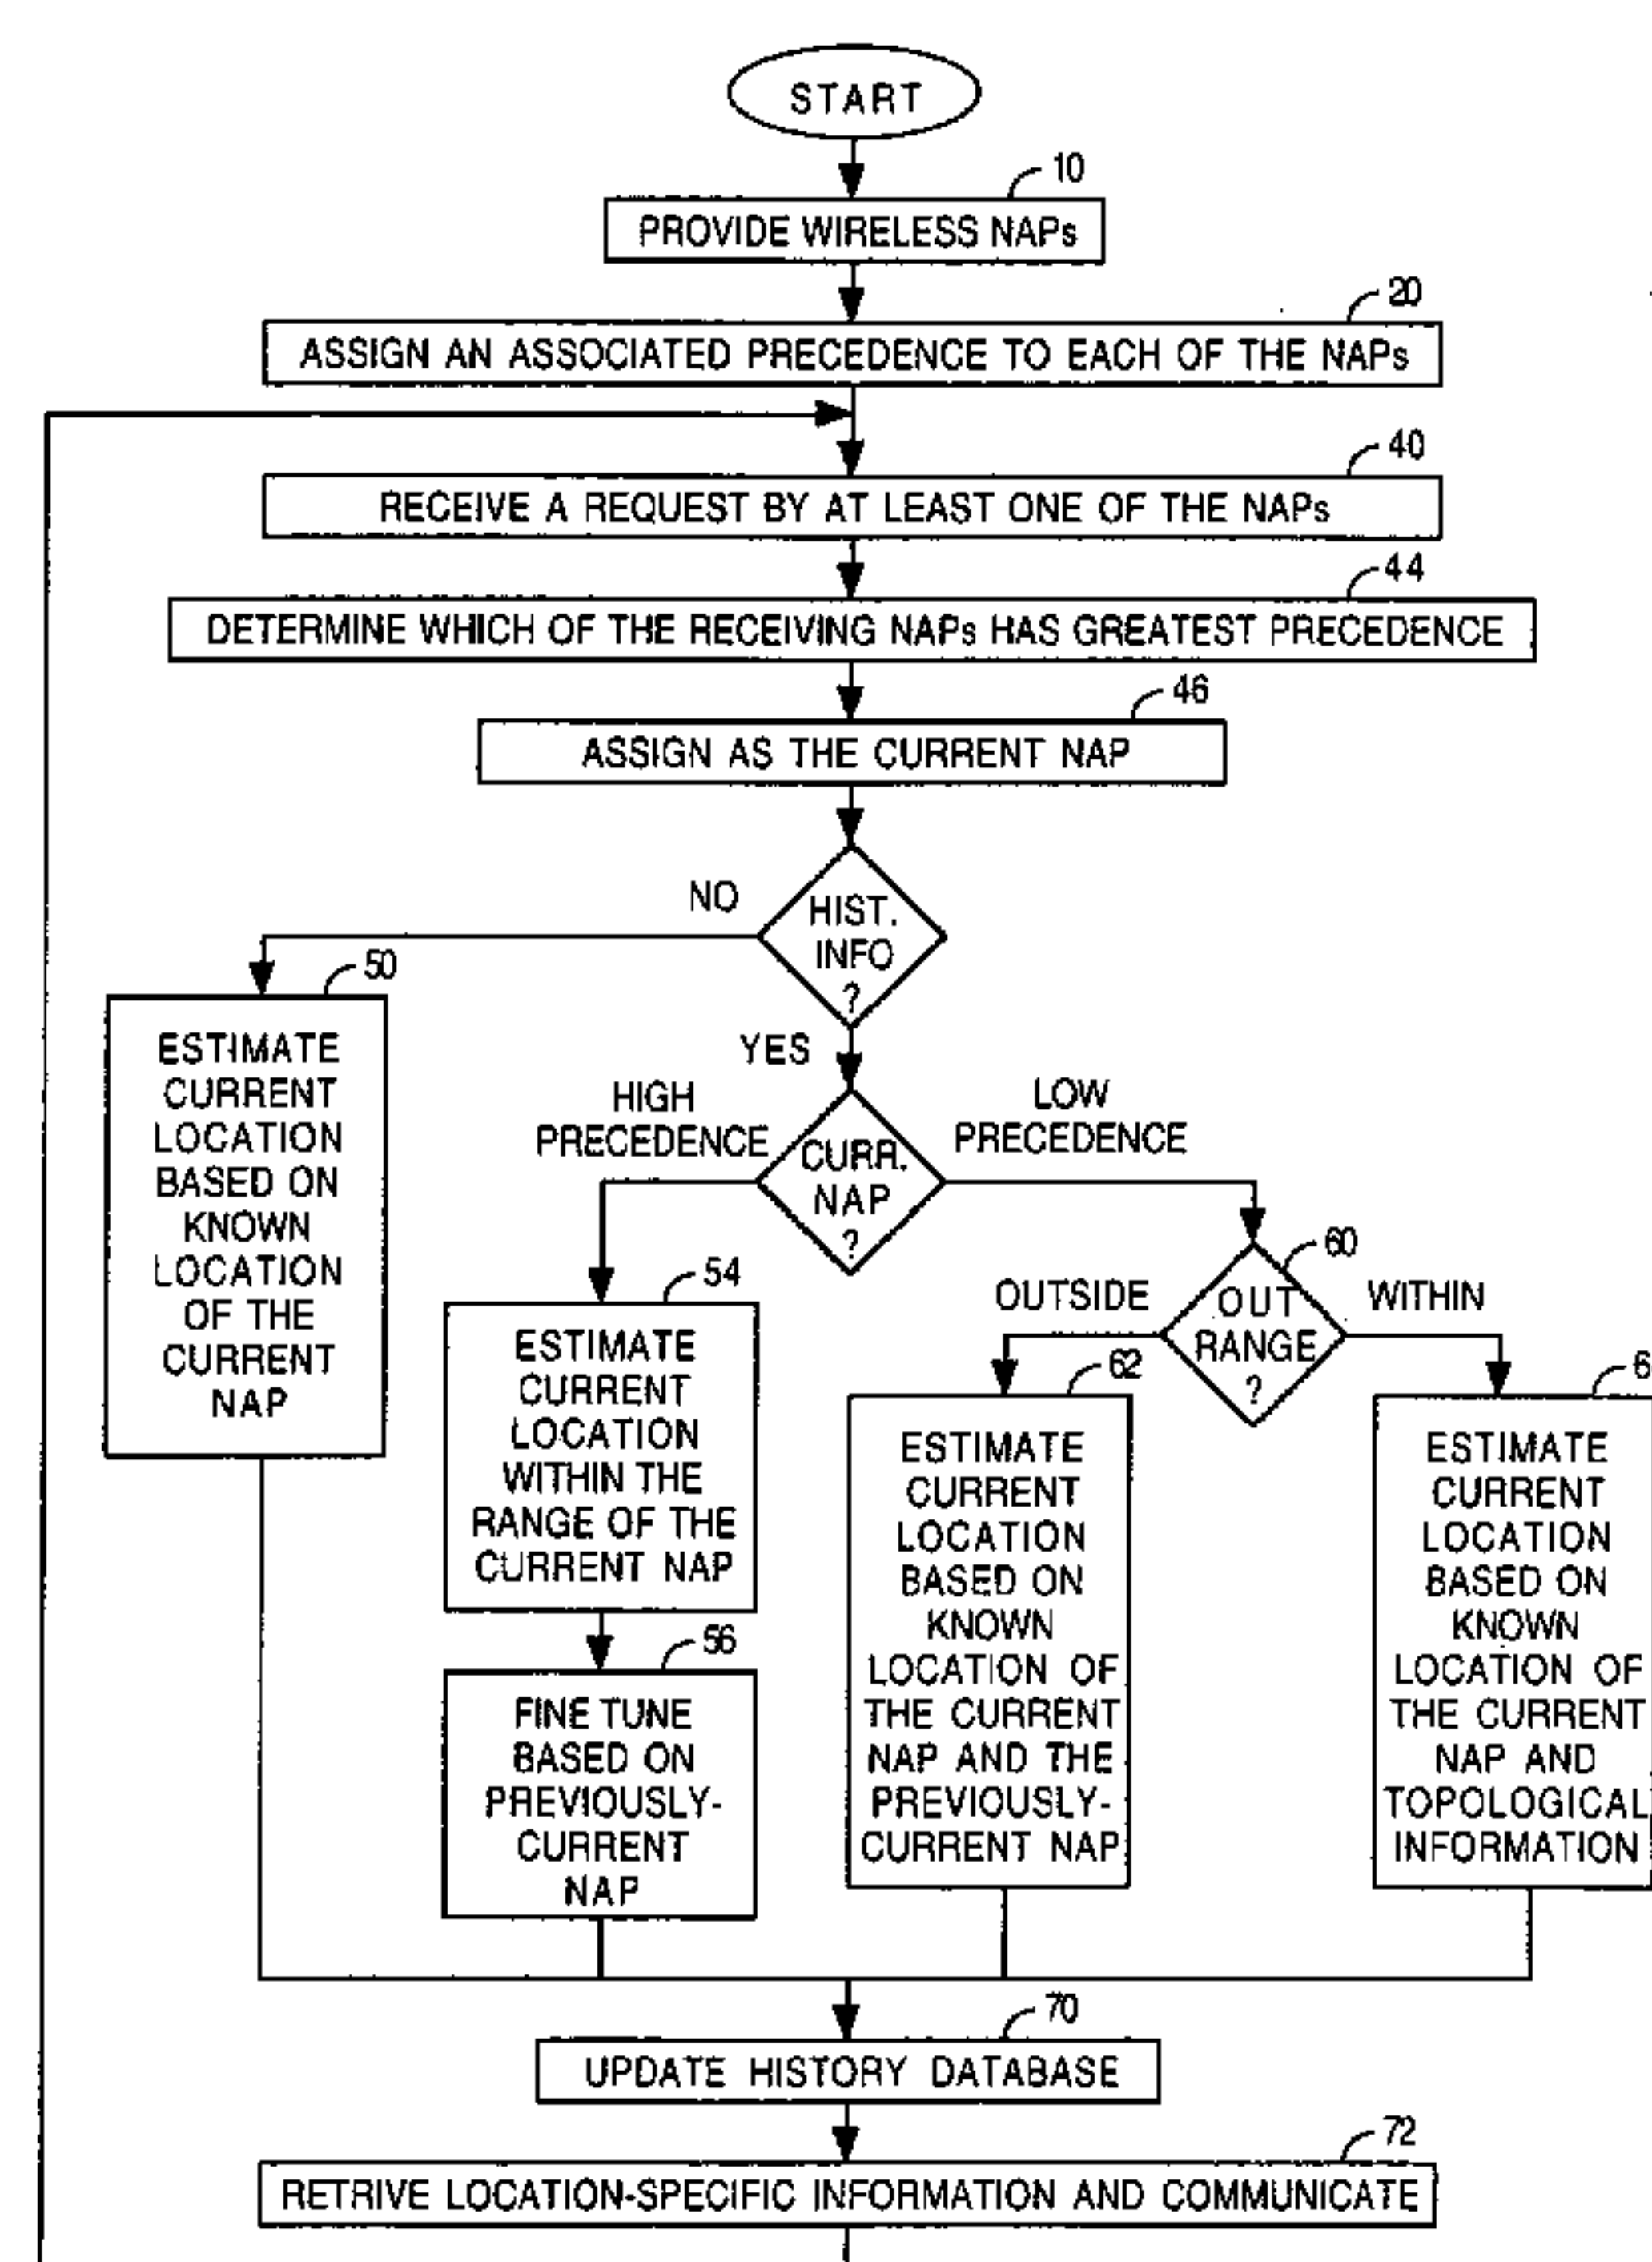 START
10
PROVIDE WIRELESS NAPs
20
ASSIGN AN ASSOCIATED PRECEDENCE TO EACH OF THE NAPs
40
RECEIVE A REQUEST BY AT LEAST ONE OF THE NAPs
44
DETERMINE WHICH OF THE RECEIVING NAPs HAS GREATEST PRECEDENCE
46
ASSIGN AS THE CURRENT NAP
HIST.
INFO
?
NO
YES
50
ESTIMATE
CURRENT
LOCATION
BASED ON
KNOWN
LOCATION
OF THE
CURRENT
NAP
CURR.
NAP
?
HIGH
PRECEDENCE
LOW
PRECEDENCE
54
ESTIMATE
CURRENT
LOCATION
WITHIN THE
RANGE OF THE
CURRENT NAP
56
FINE TUNE
BASED ON
PREVIOUSLY-
CURRENT
NAP
60
OUT
RANGE
?
OUTSIDE
WITHIN
62
ESTIMATE
CURRENT
LOCATION
BASED ON
KNOWN
LOCATION OF
THE CURRENT
NAP AND THE
PREVIOUSLY-
CURRENT NAP
ESTIMATE
CURRENT
LOCATION
BASED ON
KNOWN
LOCATION OF
THE CURRENT
NAP AND
TOPOLOGICAL
INFORMATION
70
UPDATE HISTORY DATABASE
72
RETRIVE LOCATION-SPECIFIC INFORMATION AND COMMUNICATE